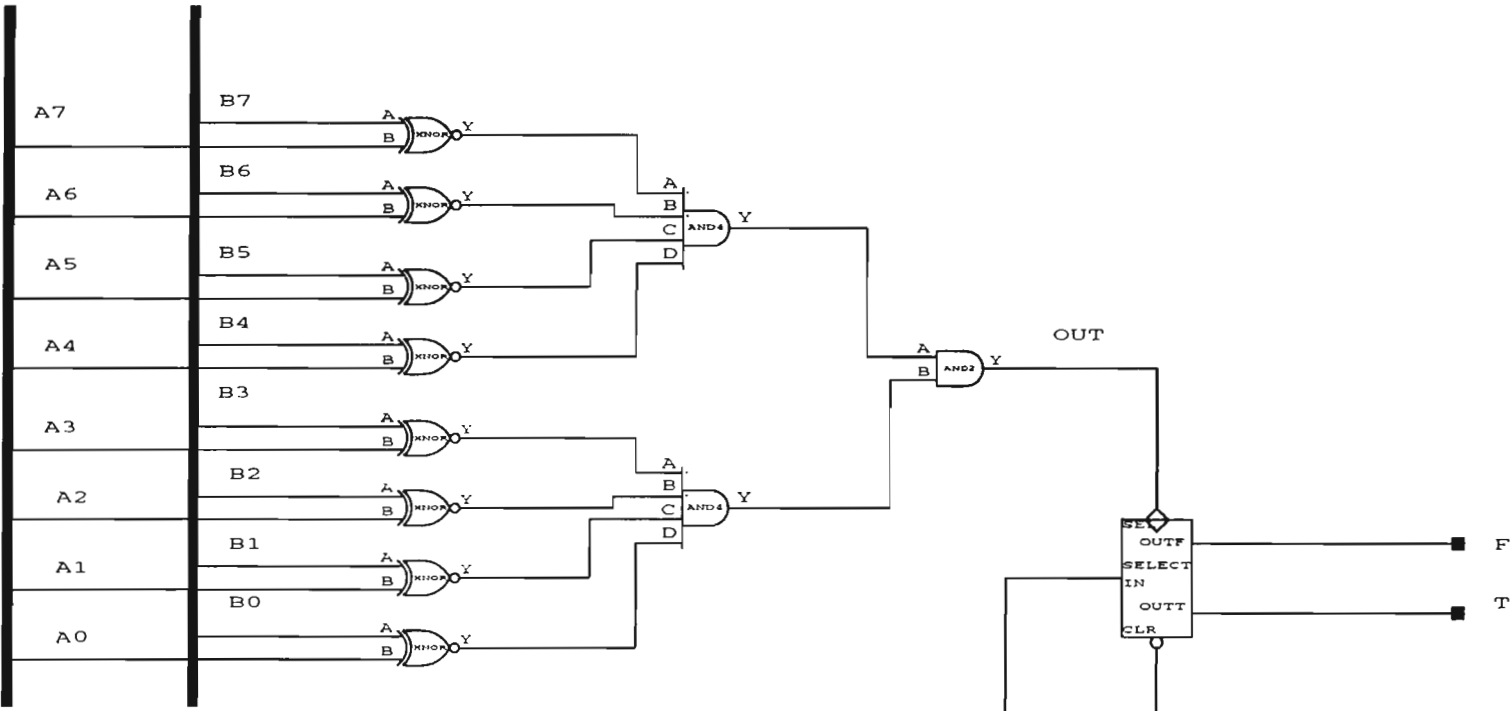 A7
B7
A
B
XNOR
Y
A6
B6
A
B
XNOR
Y
A
B
C
D
AND4
Y
A5
B5
A
B
XNOR
Y
A4
B4
A
B
XNOR
Y
OUT
A
B
AND2
Y
A3
B3
A
B
XNOR
Y
A2
B2
A
B
XNOR
Y
A
B
C
D
AND4
Y
A1
B1
A
B
XNOR
Y
A0
B0
A
B
XNOR
Y
OUTF
F
SELECT
IN
OUTT
T
CLR